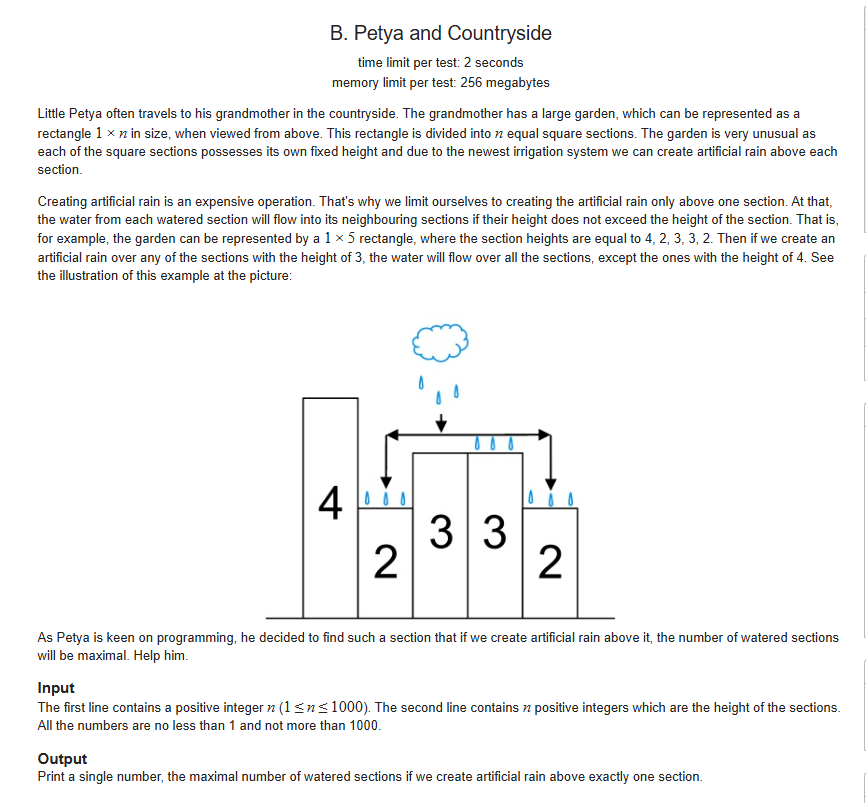 B. Petya and Countryside
time limit per test: 2 seconds
memory limit per test: 256 megabytes
Little Petya often travels to his grandmother in the countryside. The grandmother has a large garden, which can be represented as a
rectangle 1 × n in size, when viewed from above. This rectangle is divided into n equal square sections. The garden is very unusual as
each of the square sections possesses its own fixed height and due to the newest irrigation system we can create artificial rain above each
section.
Creating artificial rain is an expensive operation. That's why we limit ourselves to creating the artificial rain only above one section. At that,
the water from each watered section will flow into its neighbouring sections if their height does not exceed the height of the section. That is,
for example, the garden can be represented by a 1 × 5 rectangle, where the section heights are equal to 4, 2, 3, 3, 2. Then if we create an
artificial rain over any of the sections with the height of 3, the water will flow over all the sections, except the ones with the height of 4. See
the illustration of this example at the picture:
4 2 3 3 2
As Petya is keen on programming, he decided to find such a section that if we create artificial rain above it, the number of watered sections
will be maximal. Help him.
Input
The first line contains a positive integer n (1 ≤ n ≤ 1000). The second line contains n positive integers which are the height of the sections.
All the numbers are no less than 1 and not more than 1000.
Output
Print a single number, the maximal number of watered sections if we create artificial rain above exactly one section.